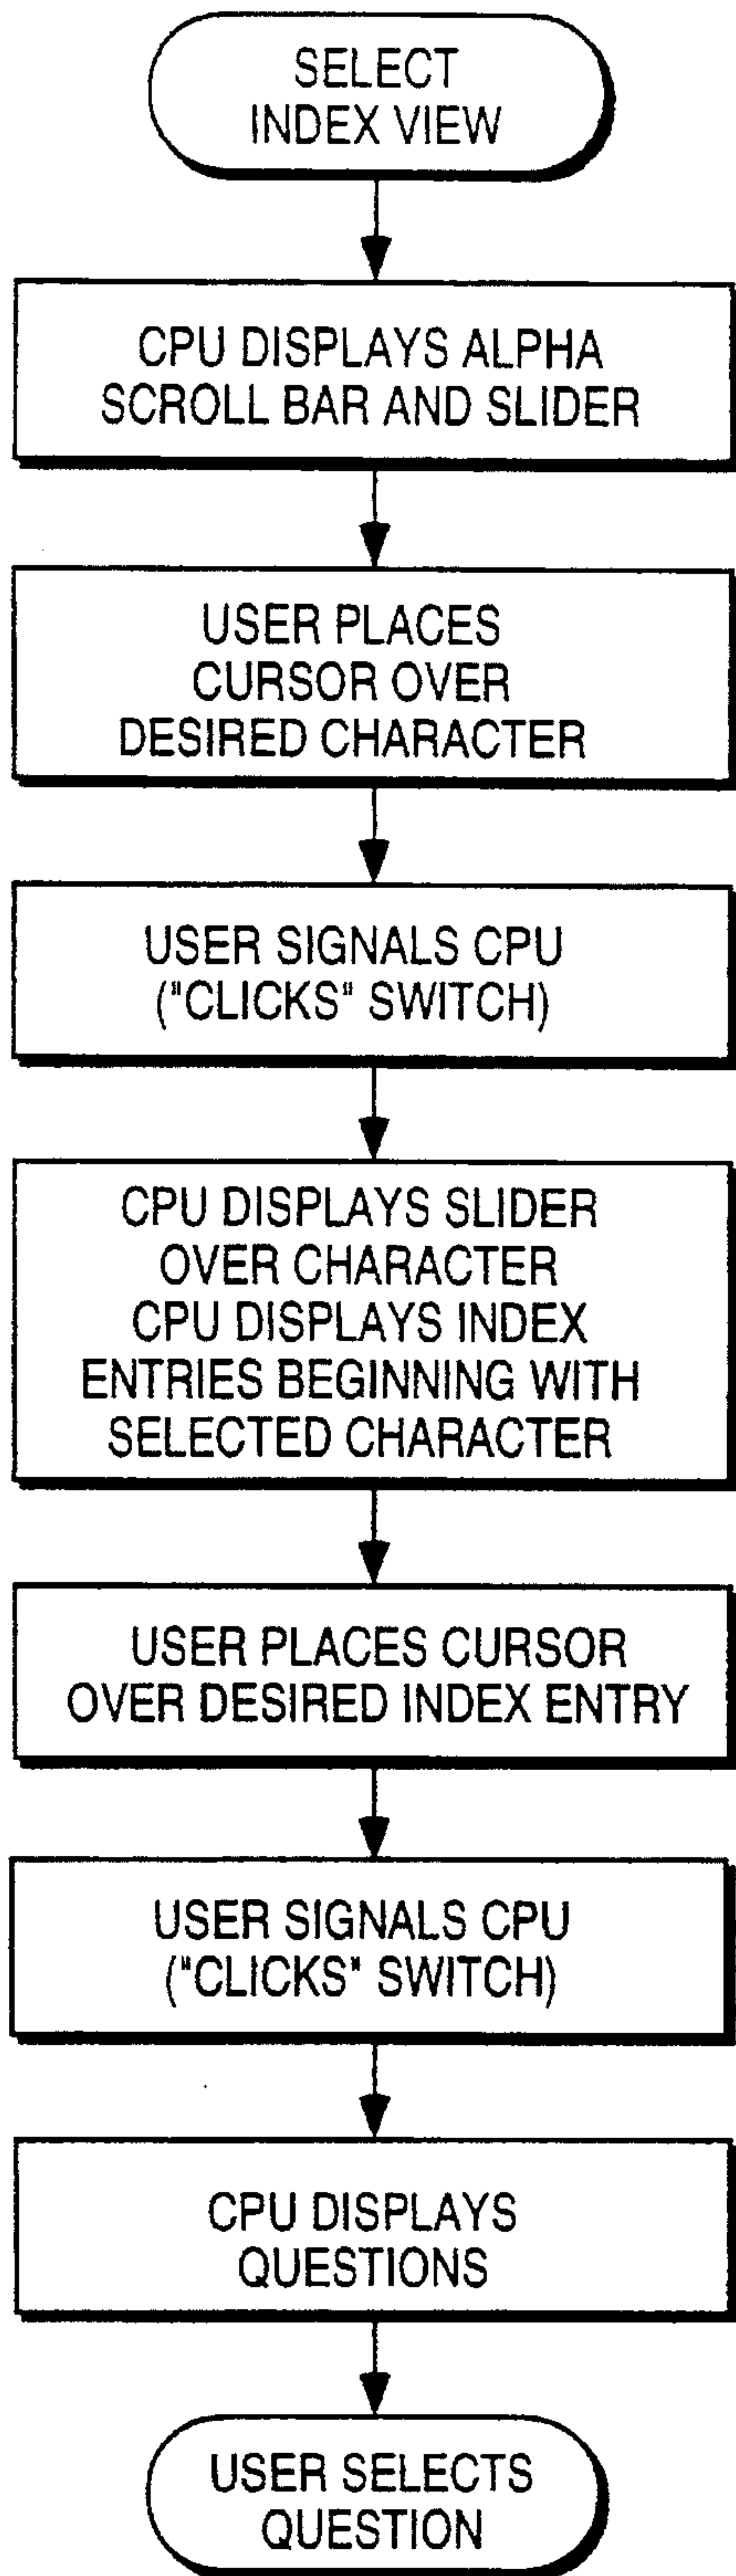 SELECT
INDEX VIEW
CPU DISPLAYS ALPHA
SCROLL BAR AND SLIDER
USER PLACES
CURSOR OVER
DESIRED CHARACTER
USER SIGNALS CPU
("CLICKS" SWITCH)
CPU DISPLAYS SLIDER
OVER CHARACTER
CPU DISPLAYS INDEX
ENTRIES BEGINNING WITH
SELECTED CHARACTER
USER PLACES CURSOR
OVER DESIRED INDEX ENTRY
USER SIGNALS CPU
("CLICKS" SWITCH)
CPU DISPLAYS
QUESTIONS
USER SELECTS
QUESTION